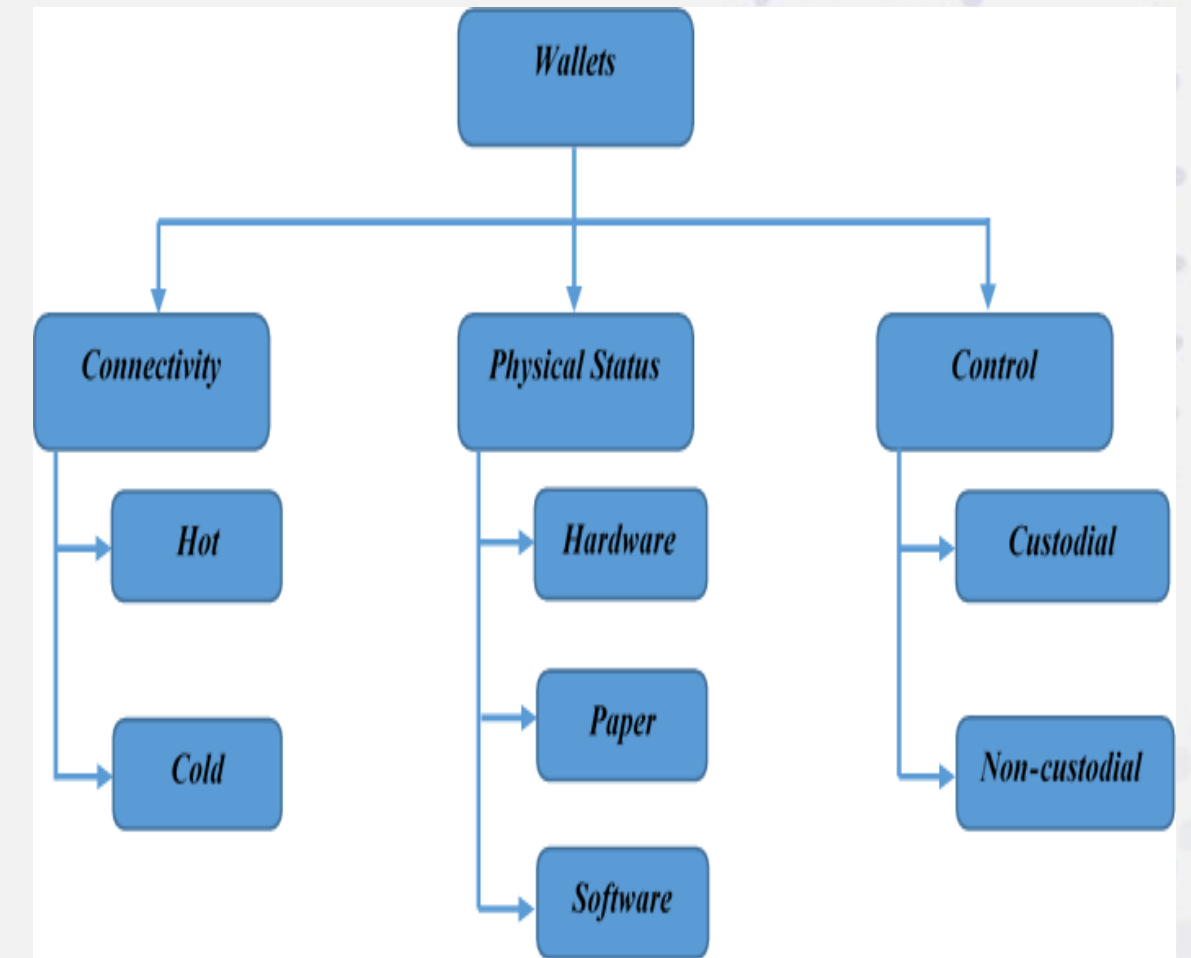 Wallets
Connectivity
Physical Status
Control
Hot
Hardware
Custodial
Paper
Cold
Non-custodial
Software